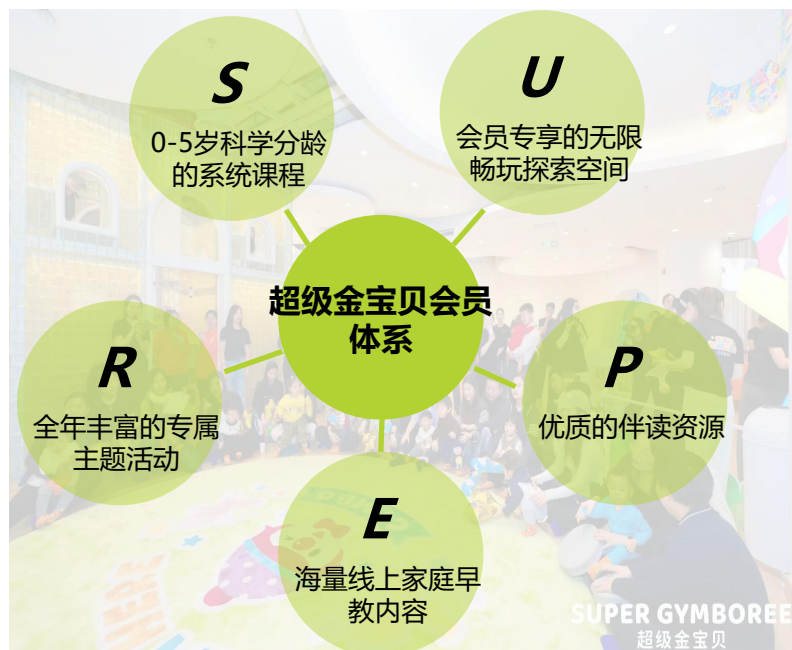 S
0-5岁科学分龄
的系统课程
U
会员专享的无限
畅玩探索空间
超级金宝贝会员
体系
R
全年丰富的专属
主题活动
P
优质的伴读资源
E
海量线上家庭早
教内容
SUPER GYMBOREE
超级金宝贝